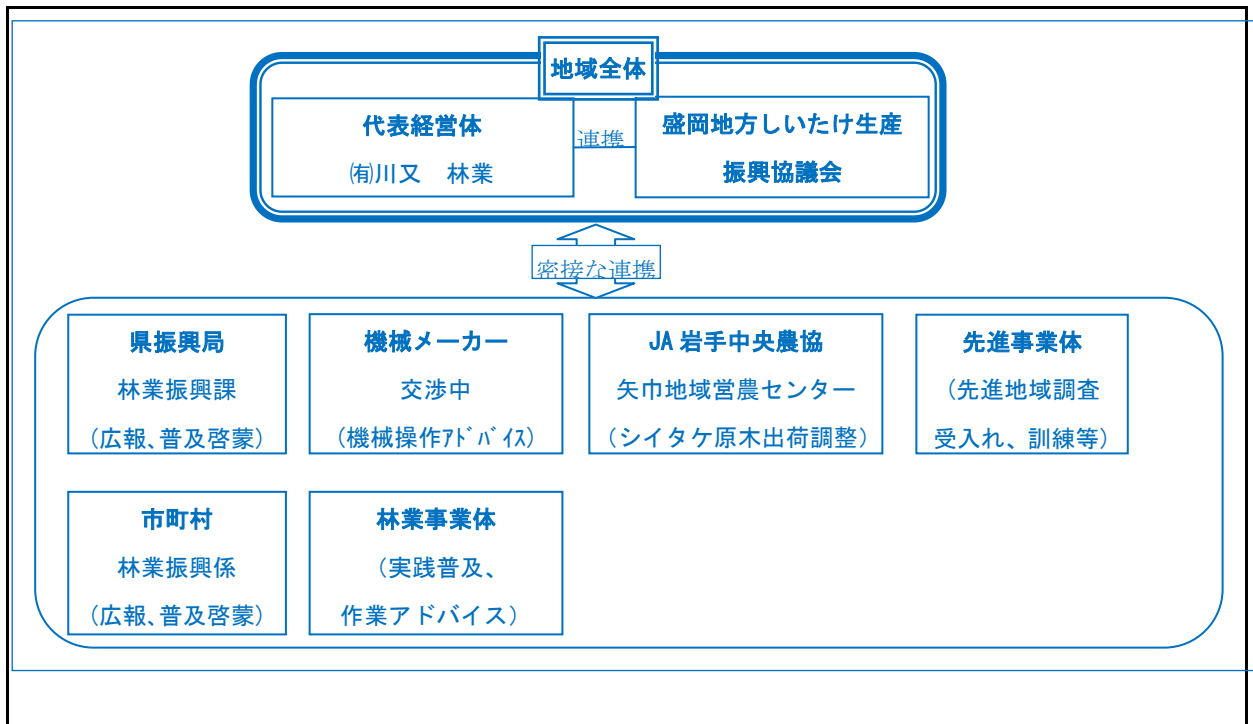 地域全体
代表経営体
㈲川又　林業
連携
盛岡地方しいたけ生産
振興協議会
密接な連携
県振興局
林業振興課
(広報、普及啓蒙)
機械メーカー
交渉中
(機械操作ｱﾄﾞﾊﾞｲｽ)
JA 岩手中央農協
矢巾地域営農センター
(シイタケ原木出荷調整)
先進事業体
(先進地域調査
受入れ、訓練等)
市町村
林業振興係
(広報、普及啓蒙)
林業事業体
(実践普及、
作業アドバイス)